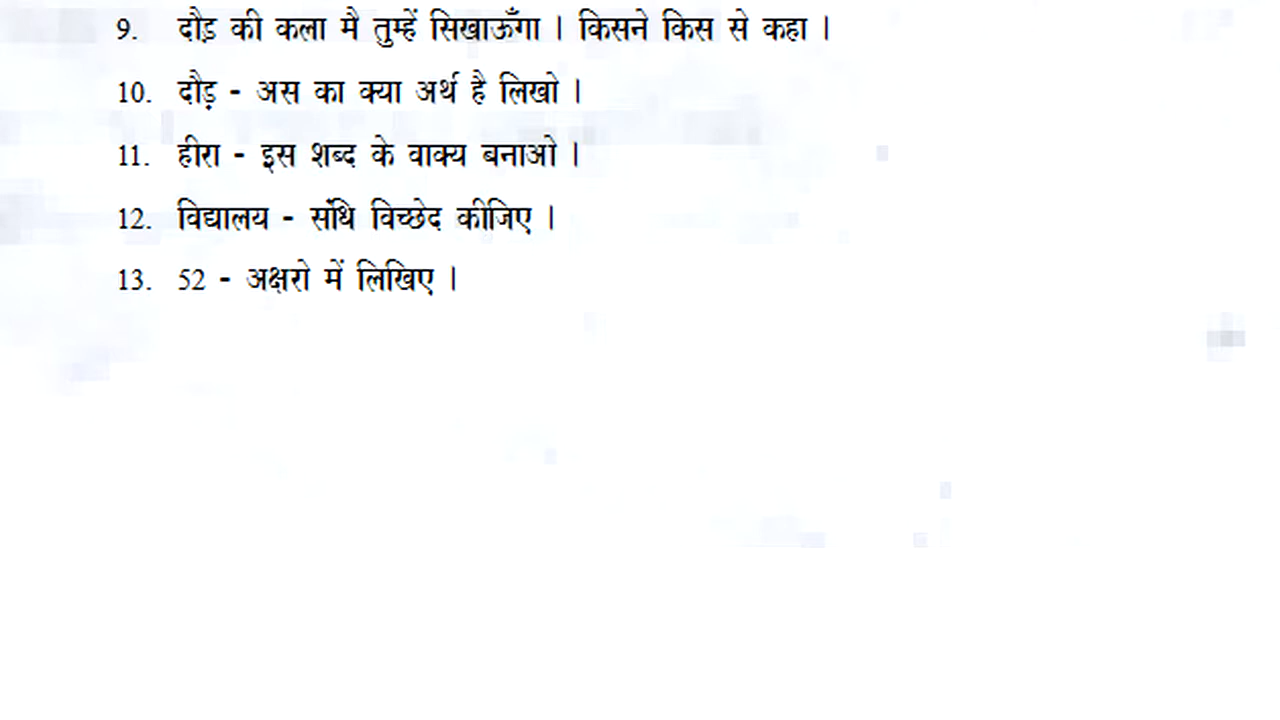 9. दौड़ की कला मै तुम्हें सिखाऊँगा । किसने किस से कहा ।
10. दौड़ - अस का क्या अर्थ है लिखो ।
11. हीरा - इस शब्द के वाक्य बनाओ ।
12. विद्यालय - संधि विच्छेद कीजिए ।
13. 52 - अक्षरो में लिखिए ।